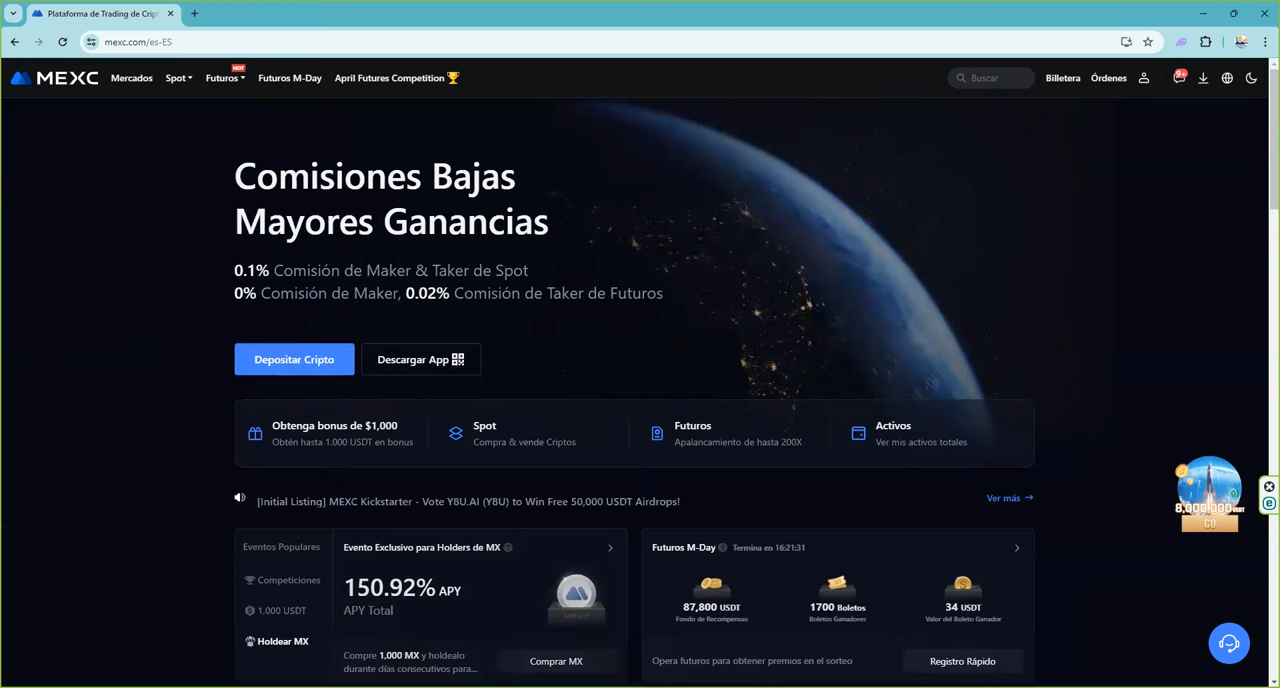 Plataforma de Trading de Crip
mexc.com/es-ES
MEXC Mercados Spot Futuros HOT Futuros M-Day April Futures Competition Buscar Billetera Órdenes 9+
Comisiones Bajas
Mayores Ganancias
0.1% Comisión de Maker & Taker de Spot
0% Comisión de Maker, 0.02% Comisión de Taker de Futuros
Depositar Cripto Descargar App
Obtenga bonus de $1,000
Obtén hasta 1,000 USDT en bonus
Spot
Compra & vende Criptos
Futuros
Apalancamiento de hasta 200X
Activos
Ver mis activos totales
[Initial Listing] MEXC Kickstarter - Vote Y8U.AI (Y8U) to Win Free 50,000 USDT Airdrops!
Ver más →
8,000,000 USDT
GO
Eventos Populares
Competiciones
1,000 USDT
Holdear MX
Evento Exclusivo para Holders de MX
150.92% APY
APY Total
MEXC
Compre 1,000 MX y holdealo
durante días consecutivos para...
Comprar MX
Futuros M-Day Termina en 16:21:31
87,800 USDT
Fondo de Recompensas
1700 Boletos
Boletos Ganadores
34 USDT
Valor del Boleto Ganador
Opera futuros para obtener premios en el sorteo
Registro Rápido